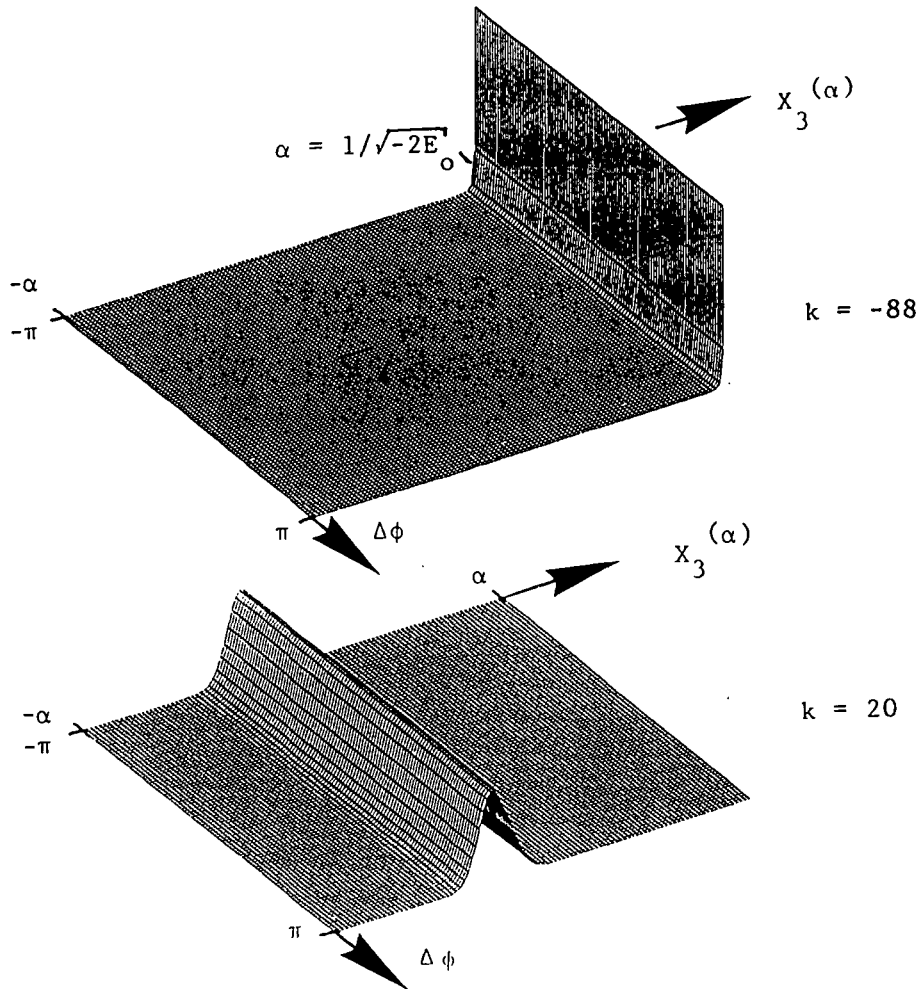 X₃^(α)
α = 1/√-2E₀
-α
-π
k = -88
π Δφ
α X₃^(α)
k = 20
-α
-π
π
Δφ